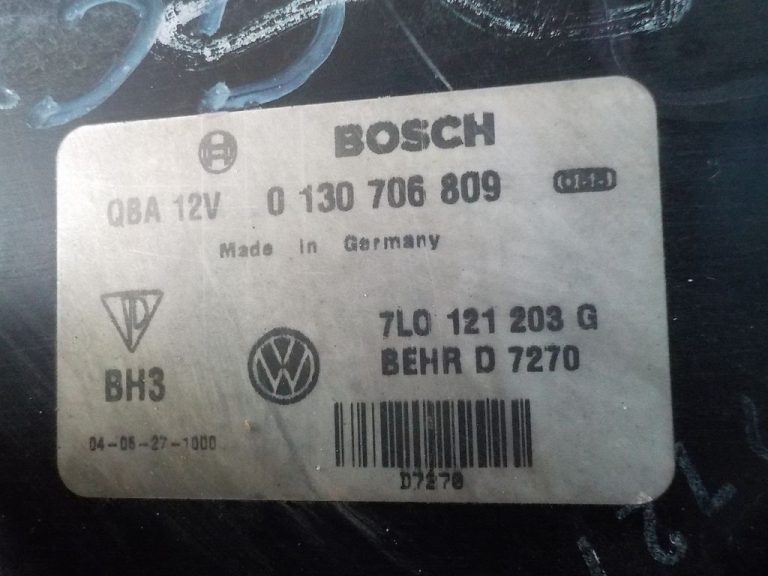 BOSCH
QBA 12V 0 130 706 809
Made in Germany
7L0 121 203 G
BEHR D 7270
BH3
VW
04-05-27-1000
D7270